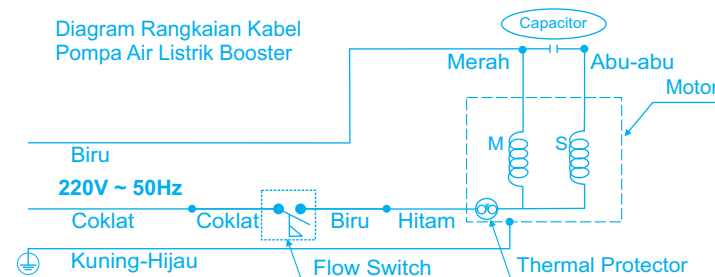 Diagram Rangkaian Kabel
Pompa Air Listrik Booster
Capacitor
Merah
Abu-abu
Motor
M
S
Biru
220V ~ 50Hz
Coklat
Coklat
Biru
Hitam
Kuning-Hijau
Flow Switch
Thermal Protector